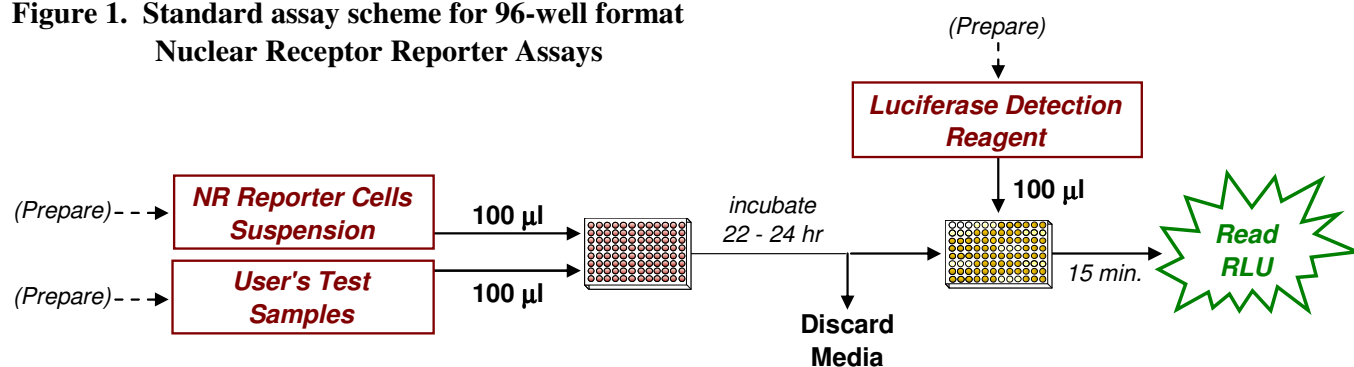 Figure 1. Standard assay scheme for 96-well format
Nuclear Receptor Reporter Assays
(Prepare)
Luciferase Detection
Reagent
100 µl
(Prepare)
NR Reporter Cells
Suspension
100 µl
(Prepare)
User's Test
Samples
100 µl
incubate
22 - 24 hr
Discard
Media
15 min.
Read
RLU